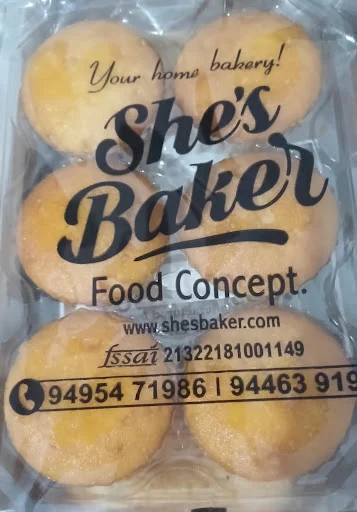 Your home bakery!
She's
Baker
Food Concept.
www.shesbaker.com
fssai 21322181001149
94954 71986 | 94463 919